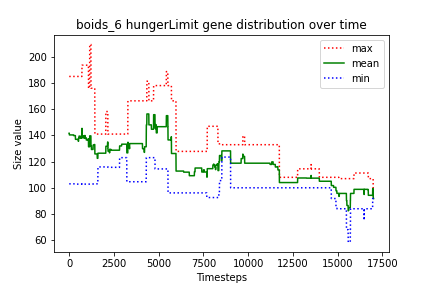 boids_6 hungerLimit gene distribution over time
max
mean
min
Size value
200
180
160
140
120
100
80
60
0
2500
5000
7500
10000
12500
15000
17500
Timesteps